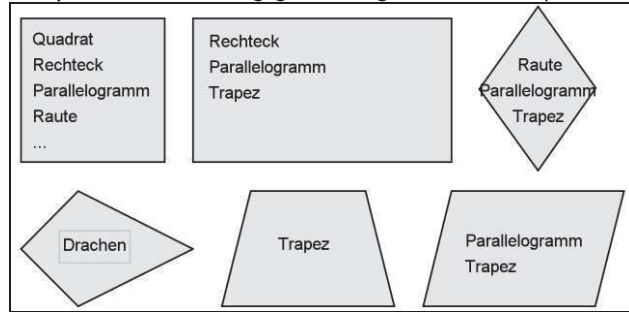 Quadrat
Rechteck
Parallelogramm
Raute
...
Rechteck
Parallelogramm
Trapez
Raute
Parallelogramm
Trapez
Drachen
Trapez
Parallelogramm
Trapez